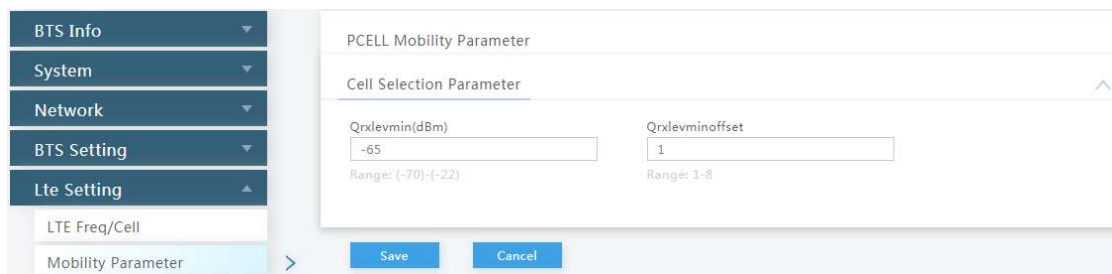 BTS Info
System
Network
BTS Setting
Lte Setting
LTE Freq/Cell
Mobility Parameter
PCELL Mobility Parameter
Cell Selection Parameter
Qrxlevmin(dBm) Qrxlevminoffset
-65 1
Range: (-70)-(-22) Range: 1-8
Save Cancel